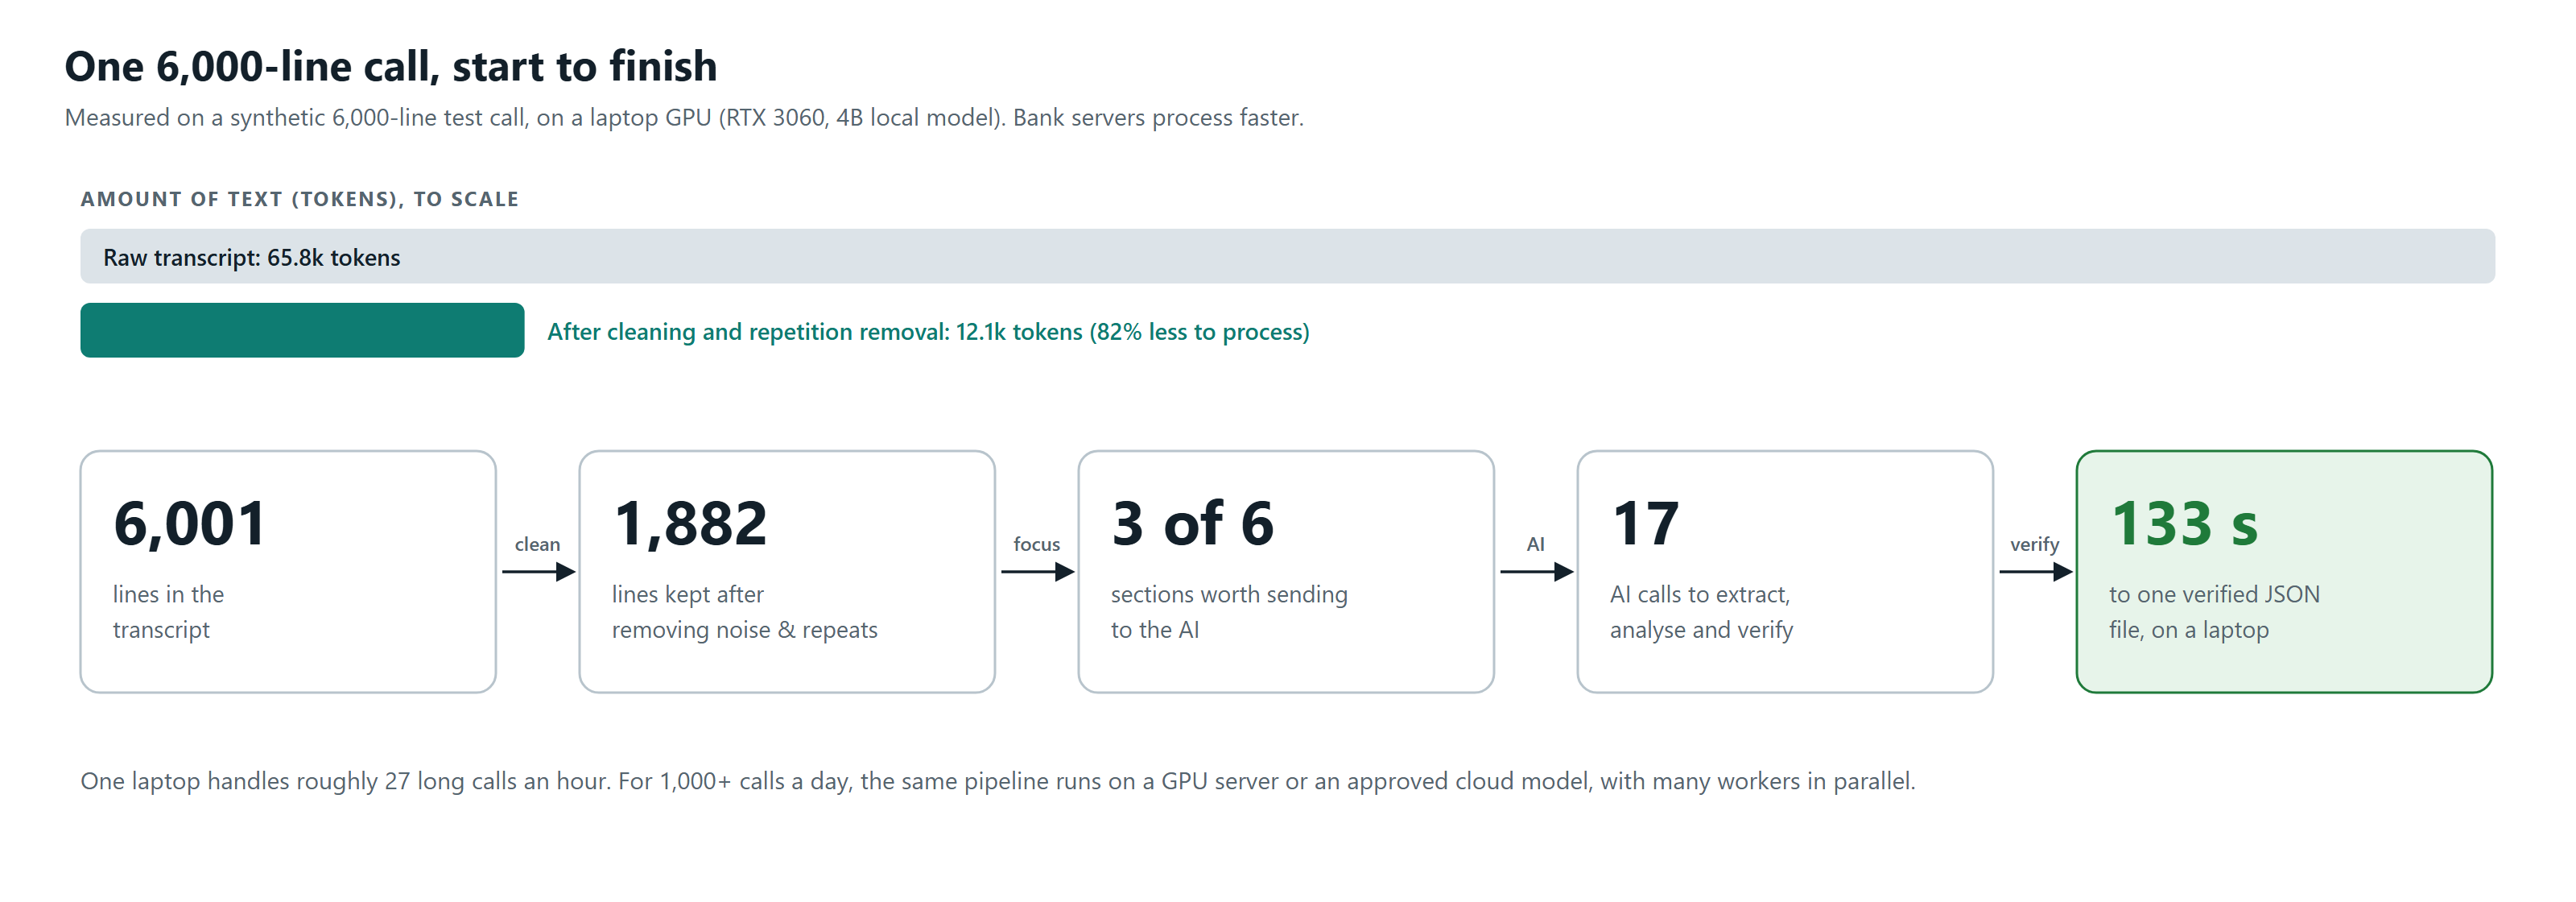 One 6,000-line call, start to finish
Measured on a synthetic 6,000-line test call, on a laptop GPU (RTX 3060, 4B local model). Bank servers process faster.
AMOUNT OF TEXT (TOKENS), TO SCALE
Raw transcript: 65.8k tokens
After cleaning and repetition removal: 12.1k tokens (82% less to process)
6,001
lines in the
transcript
clean
1,882
lines kept after
removing noise & repeats
focus
3 of 6
sections worth sending
to the AI
AI
17
AI calls to extract,
analyse and verify
verify
133 s
to one verified JSON
file, on a laptop
One laptop handles roughly 27 long calls an hour. For 1,000+ calls a day, the same pipeline runs on a GPU server or an approved cloud model, with many workers in parallel.